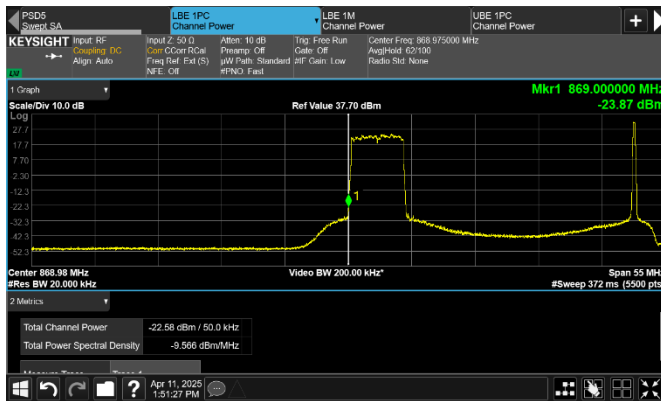 PSD5
Swept SA
LBE 1PC
Channel Power
LBE 1M
Channel Power
UBE 1PC
Channel Power
+
KEYSIGHT
Input: RF
Coupling: DC
Align: Auto
Input Z: 50 Ω
Corr CCorr RCal
Freq Ref: Ext (S)
NFE: Off
Atten: 10 dB
Preamp: Off
µW Path: Standard
#PNO: Fast
Trig: Free Run
Gate: Off
#IF Gain: Low
Center Freq: 868.975000 MHz
Avg|Hold: 62/100
Radio Std: None
1 Graph
Mkr1 869.000000 MHz
Scale/Div 10.0 dB
Ref Value 37.70 dBm
-23.87 dBm
Log
27.7
17.7
7.70
-2.30
-12.3
-22.3
-32.3
-42.3
-52.3
1
Center 868.98 MHz
Video BW 200.00 kHz*
Span 55 MHz
#Res BW 20.000 kHz
#Sweep 372 ms (5500 pts)
2 Metrics
Total Channel Power
-22.58 dBm / 50.0 kHz
Total Power Spectral Density
-9.566 dBm/MHz
?
Apr 11, 2025
1:51:27 PM